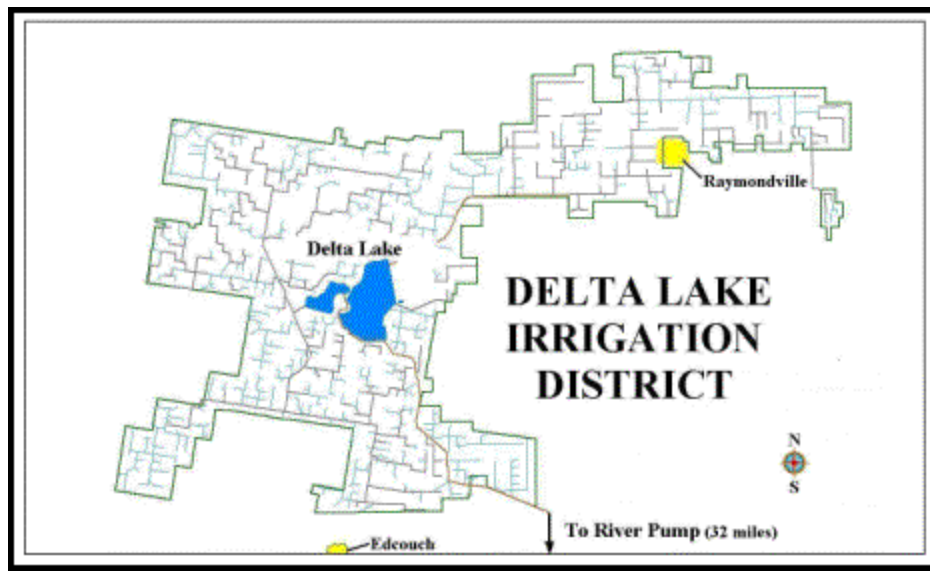 Raymondville
Delta Lake
DELTA LAKE
IRRIGATION
DISTRICT
N
S
To River Pump (32 miles)
Edcouch